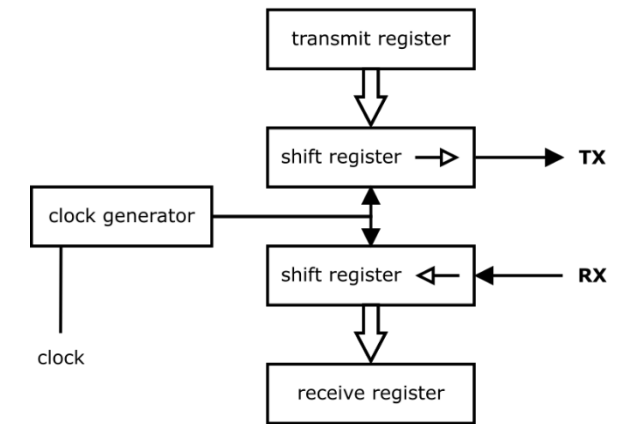 transmit register
shift register
TX
clock generator
shift register
RX
clock
receive register